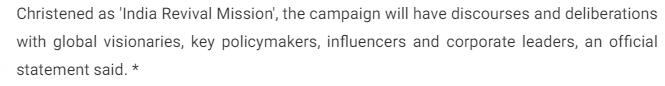 Christened as 'India Revival Mission', the campaign will have discourses and deliberations
with global visionaries, key policymakers, influencers and corporate leaders, an official
statement said. *